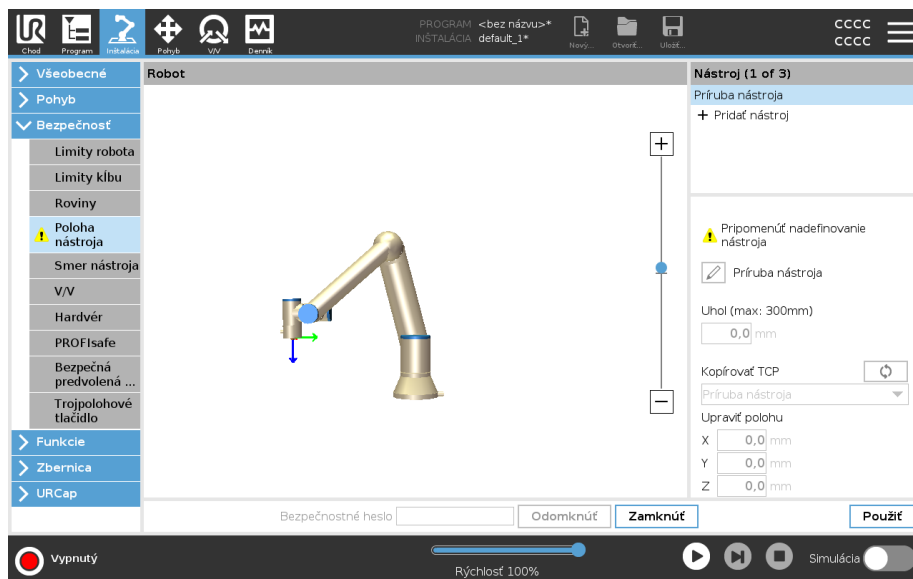 UR
PROGRAM <bez názvu>*
INŠTALÁCIA default_1*
Chod Program Inštalácia Pohyb V/V Denník
Nový... Otvoriť... Uložiť...
CCCC
CCCC
Všeobecné
Pohyb
Bezpečnosť
Limity robota
Limity kĺbu
Roviny
Poloha
nástroja
Smer nástroja
V/V
Hardvér
PROFIsafe
Bezpečná
predvolená ...
Trojpolohové
tlačidlo
Funkcie
Zbernica
URCap
Robot
Nástroj (1 of 3)
Príruba nástroja
+ Pridať nástroj
Pripomenúť nadefinovanie
nástroja
Príruba nástroja
Uhol (max: 300mm)
0,0 mm
Kopírovať TCP
Príruba nástroja
Upraviť polohu
X 0,0 mm
Y 0,0 mm
Z 0,0 mm
Bezpečnostné heslo Odomknúť Zamknúť Použiť
Vypnutý
Rýchlosť 100%
Simulácia